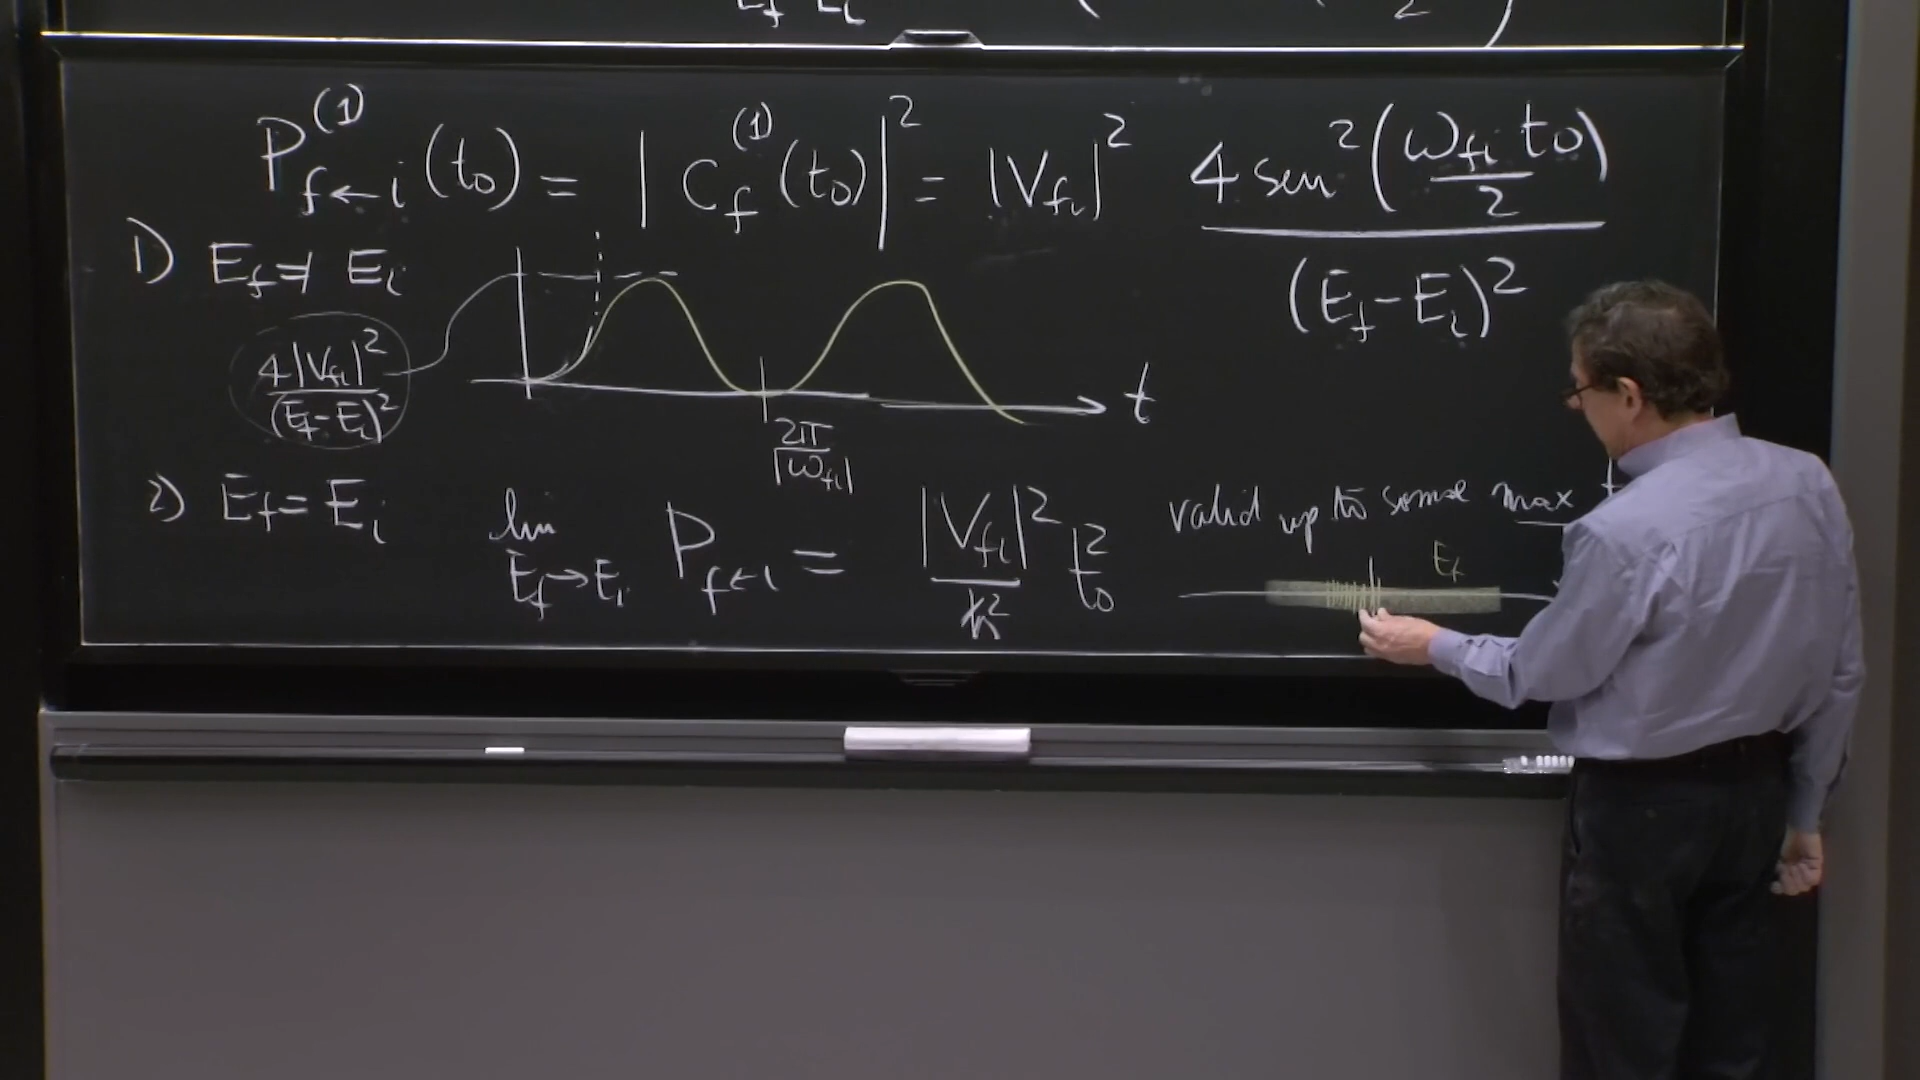 P_{f←i}^{(1)}(t₀) = |C_f^{(1)}(t₀)|² = |V_{fi}|² 4 sen²(ω_{fi} t₀ / 2) / (E_f - E_i)²
1) E_f ≠ E_i
4|V_{fi}|² / (E_f - E_i)²
t
2π / |ω_{fi}|
2) E_f = E_i lim_{E_f→E_i} P_{f←i} = |V_{fi}|² / ħ² t₀² valid up to some max
E_f